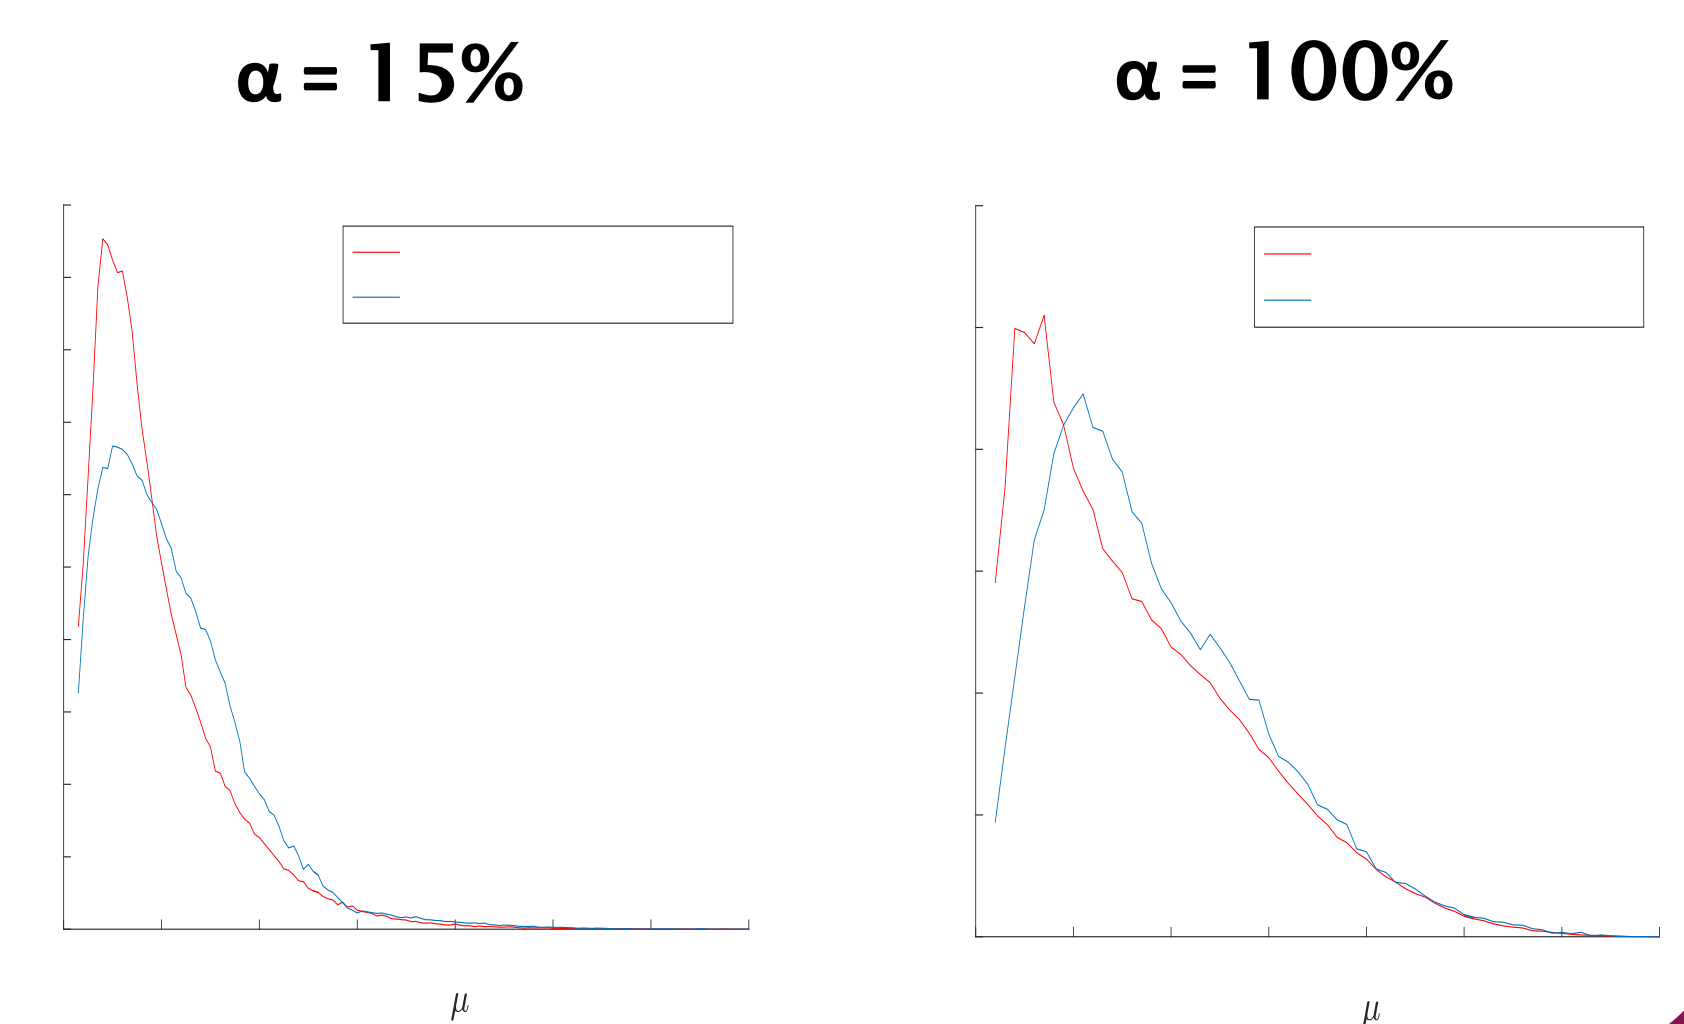 α = 15%
α = 100%
μ
μ